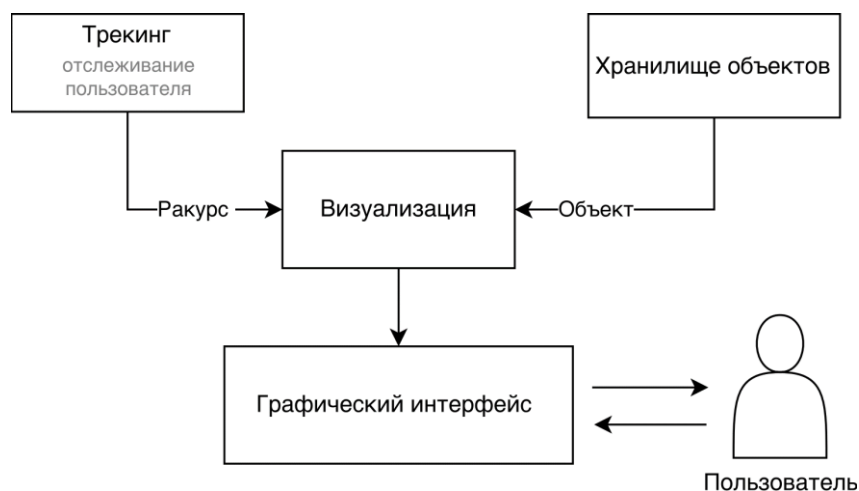 Трекинг
отслеживание
пользователя
Хранилище объектов
Ракурс
Визуализация
Объект
Графический интерфейс
Пользователь